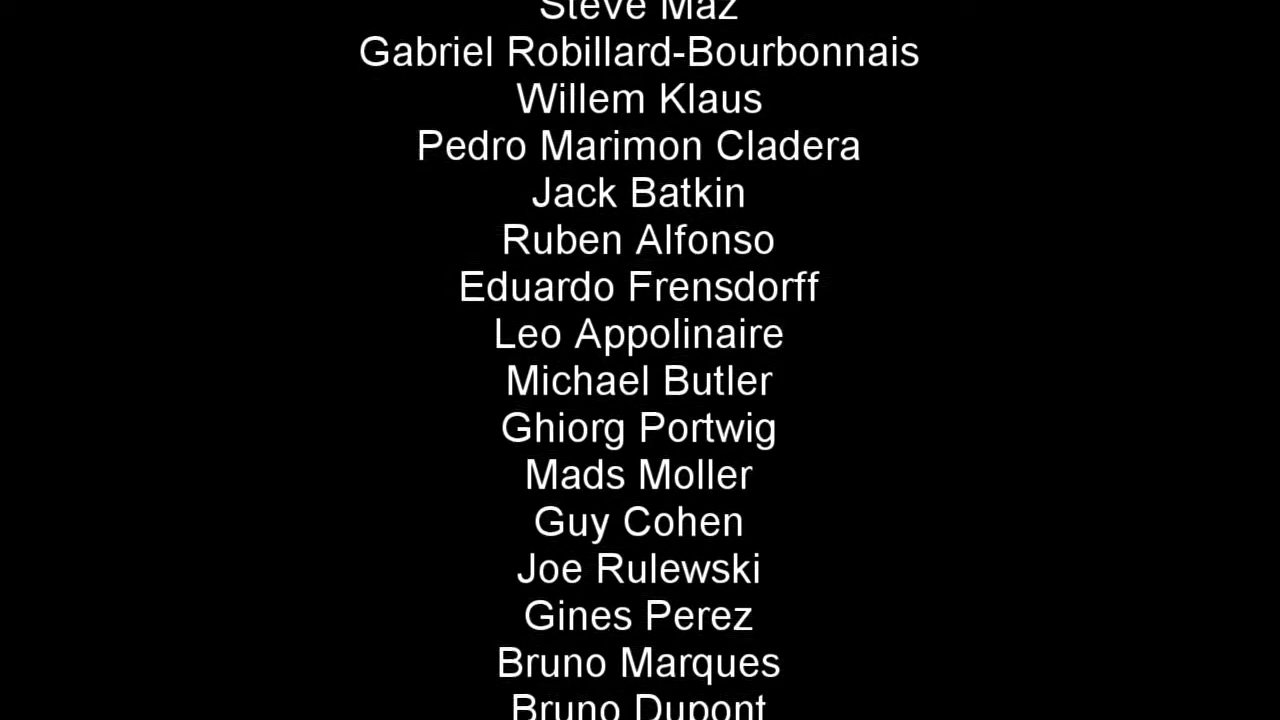 Steve Maz
Gabriel Robillard-Bourbonnais
Willem Klaus
Pedro Marimon Cladera
Jack Batkin
Ruben Alfonso
Eduardo Frensdorff
Leo Appolinaire
Michael Butler
Ghiorg Portwig
Mads Moller
Guy Cohen
Joe Rulewski
Gines Perez
Bruno Marques
Bruno Dupont